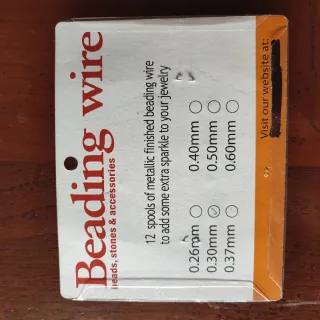 Beading wire
beads, stones & accessories
12 spools of metallic finished beading wire
to add some extra sparkle to your jewelry
0.26mm 0.40mm
0.30mm 0.50mm
0.37mm 0.60mm
Visit our website at: